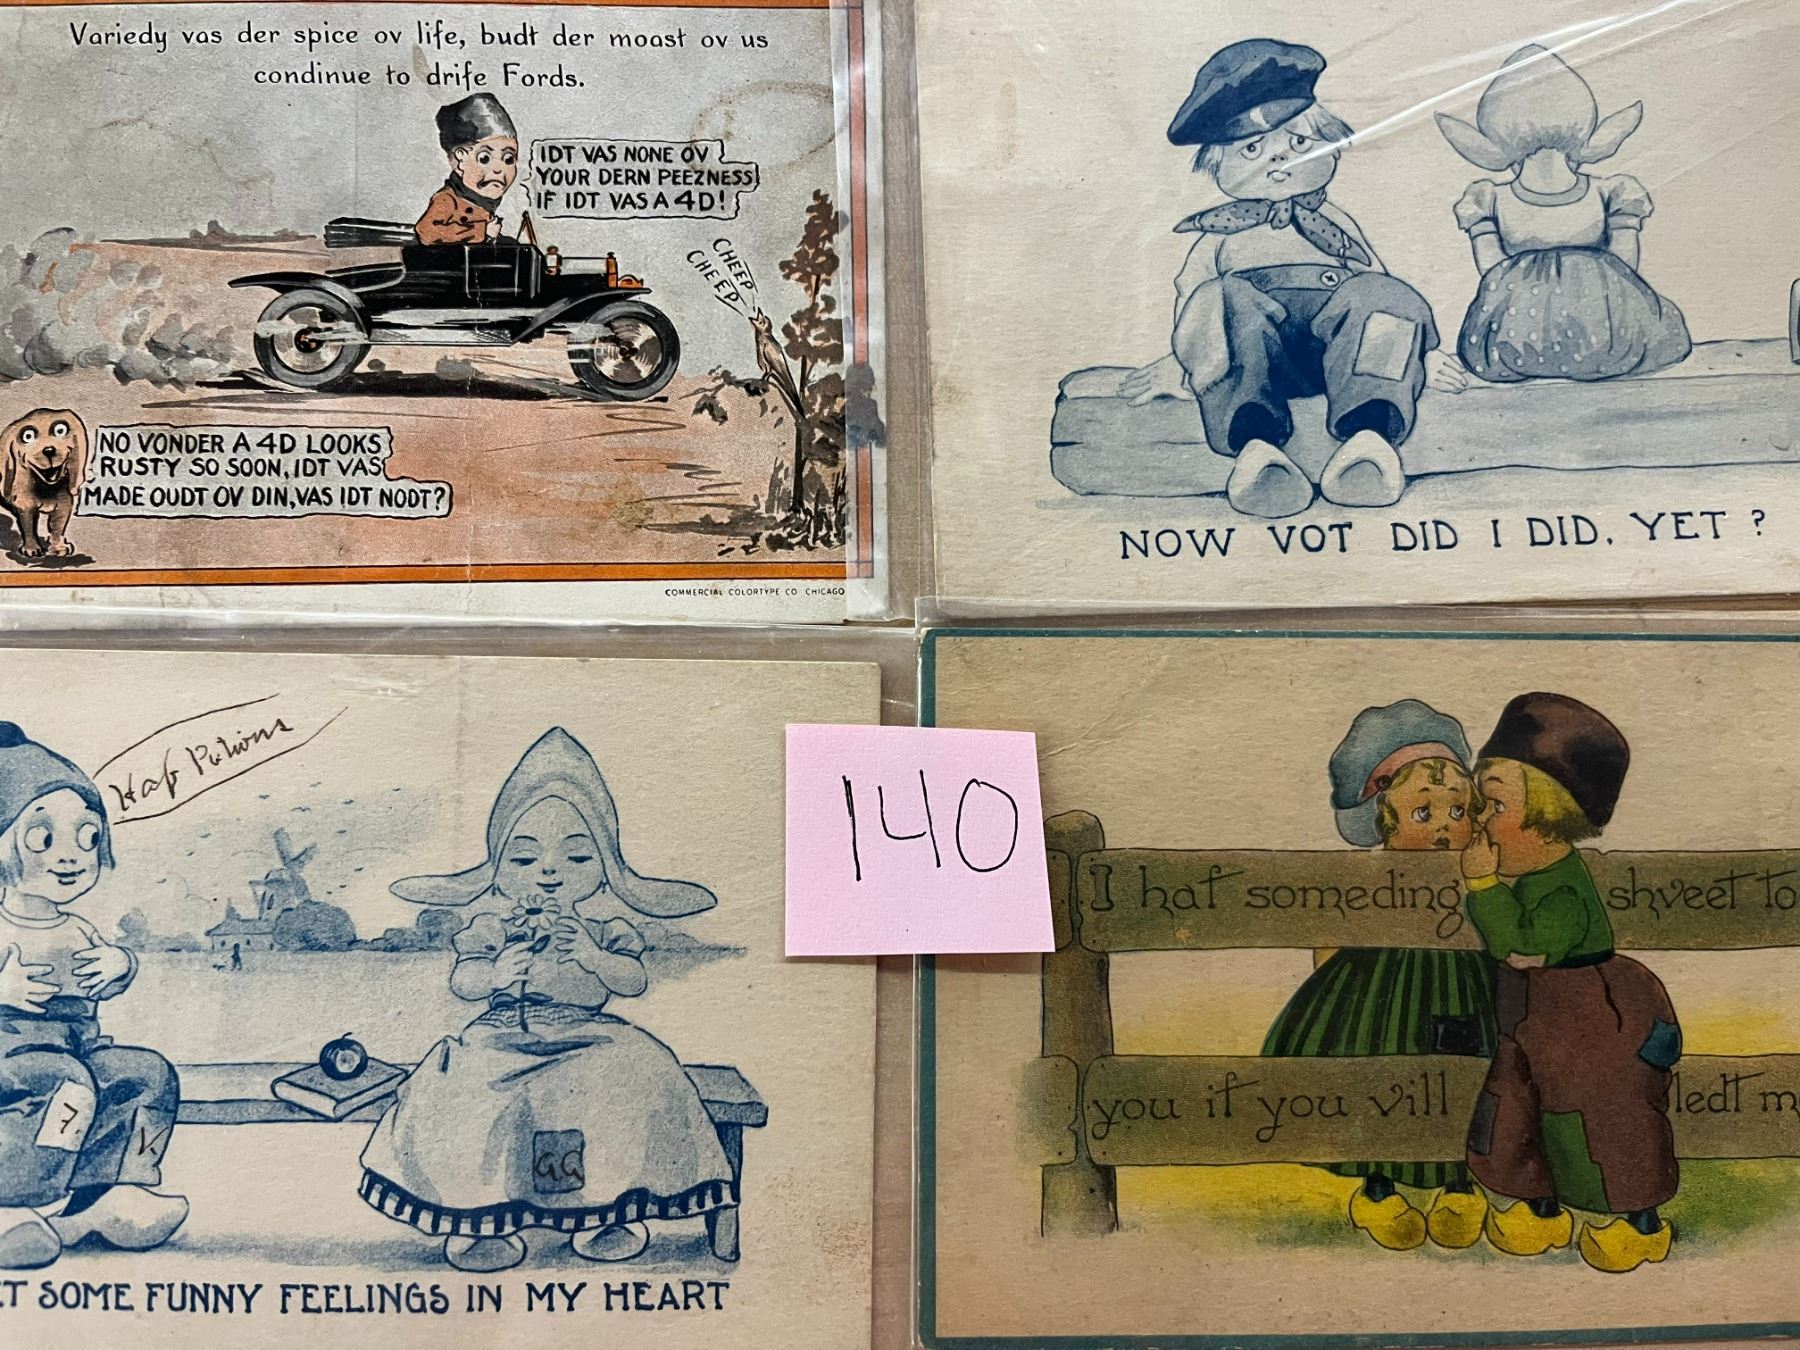 Variedy vas der spice ov life, budt der moast ov us
condinue to drife Fords.
IDT VAS NONE OV
YOUR DERN PEEZNESS
IF IDT VAS A 4D!
CHEEP
CHEEP
NO VONDER A 4D LOOKS
RUSTY SO SOON, IDT VAS
MADE OUDT OV DIN, VAS IDT NODT?
COMMERCIAL COLORTYPE CO. CHICAGO
NOW VOT DID I DID, YET?
Haf
7.
K.
GG
T SOME FUNNY FEELINGS IN MY HEART
140
I haf someding shveet to
you if you vill ledt m